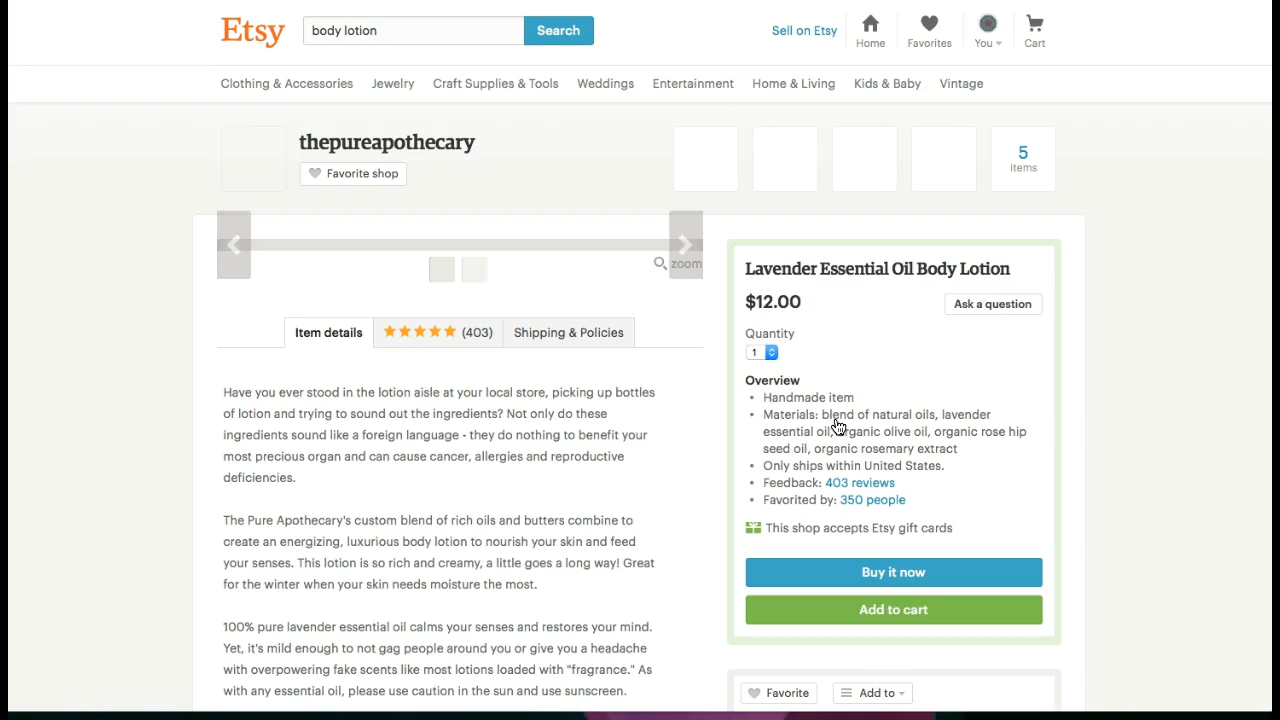 Etsy
body lotion
Search
Sell on Etsy
Home
Favorites
You
Cart
Clothing & Accessories
Jewelry
Craft Supplies & Tools
Weddings
Entertainment
Home & Living
Kids & Baby
Vintage
thepureapothecary
Favorite shop
5
items
zoom
Item details
(403)
Shipping & Policies
Have you ever stood in the lotion aisle at your local store, picking up bottles
of lotion and trying to sound out the ingredients? Not only do these
ingredients sound like a foreign language - they do nothing to benefit your
most precious organ and can cause cancer, allergies and reproductive
deficiencies.
The Pure Apothecary's custom blend of rich oils and butters combine to
create an energizing, luxurious body lotion to nourish your skin and feed
your senses. This lotion is so rich and creamy, a little goes a long way! Great
for the winter when your skin needs moisture the most.
100% pure lavender essential oil calms your senses and restores your mind.
Yet, it's mild enough to not gag people around you or give you a headache
with overpowering fake scents like most lotions loaded with "fragrance." As
with any essential oil, please use caution in the sun and use sunscreen.
Lavender Essential Oil Body Lotion
$12.00
Ask a question
Quantity
1
Overview
• Handmade item
• Materials: blend of natural oils, lavender
essential oil, organic olive oil, organic rose hip
seed oil, organic rosemary extract
• Only ships within United States.
• Feedback: 403 reviews
• Favorited by: 350 people
This shop accepts Etsy gift cards
Buy it now
Add to cart
Favorite
Add to